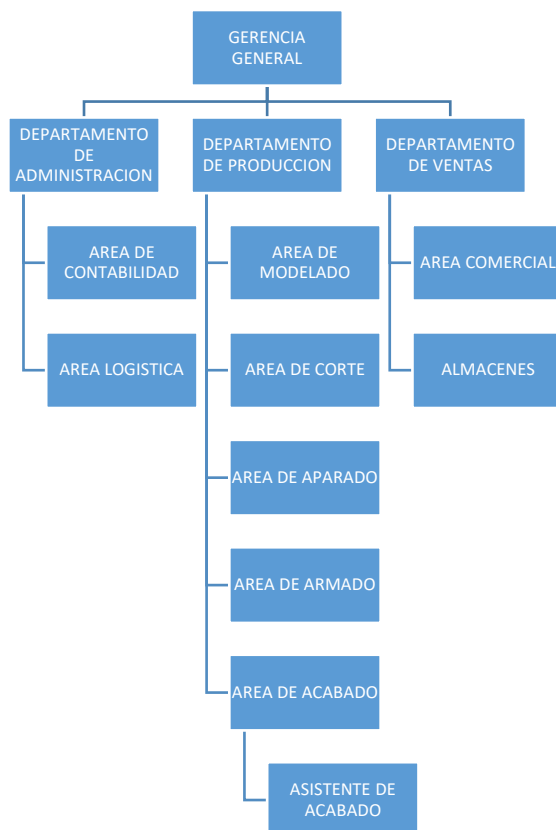 GERENCIA
GENERAL
DEPARTAMENTO
DE
ADMINISTRACION
DEPARTAMENTO
DE PRODUCCION
DEPARTAMENTO
DE VENTAS
AREA DE
CONTABILIDAD
AREA DE
MODELADO
AREA COMERCIAL
AREA LOGISTICA
AREA DE CORTE
ALMACENES
AREA DE APARADO
AREA DE ARMADO
AREA DE ACABADO
ASISTENTE DE
ACABADO